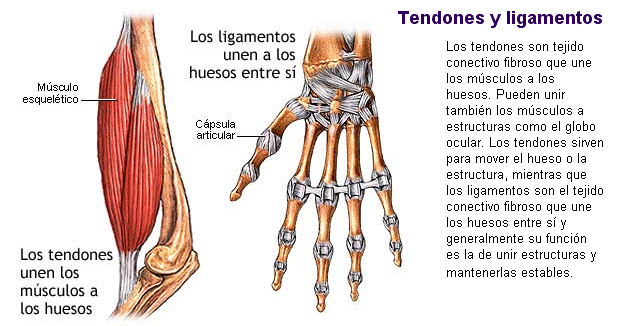 Tendones y ligamentos
Los ligamentos
unen a los
huesos entre sí
Músculo
esquelético
Cápsula
articular
Los tendones
unen los
músculos a
los huesos
Los tendones son tejido
conectivo fibroso que une
los músculos a los
huesos. Pueden unir
también los músculos a
estructuras como el globo
ocular. Los tendones sirven
para mover el hueso o la
estructura, mientras que
los ligamentos son el tejido
conectivo fibroso que une
los huesos entre sí y
generalmente su función
es la de unir estructuras y
mantenerlas estables.